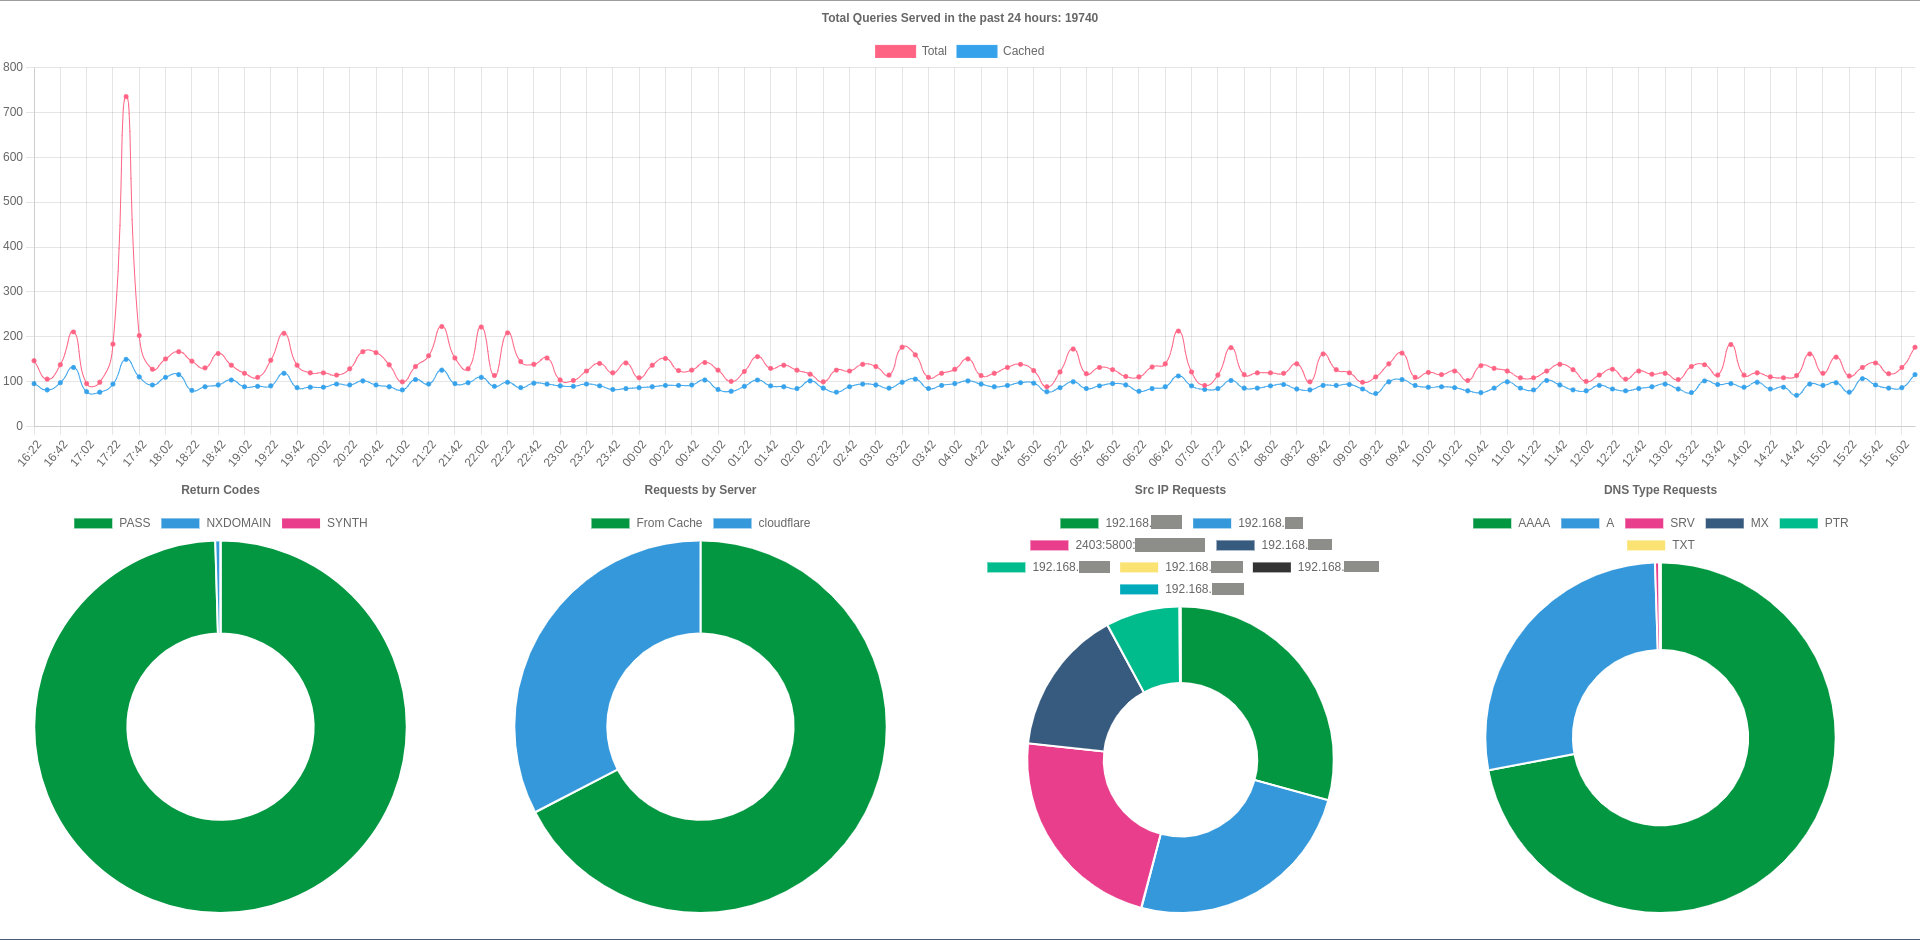 Total Queries Served in the past 24 hours: 19740
Total Cached
800
700
600
500
400
300
200
100
0
16:22 16:42 17:02 17:22 17:42 18:02 18:22 18:42 19:02 19:22 19:42 20:02 20:22 20:42 21:02 21:22 21:42 22:02 22:22 22:42 23:02 23:22 23:42 00:02 00:22 00:42 01:02 01:22 01:42 02:02 02:22 02:42 03:02 03:22 03:42 04:02 04:22 04:42 05:02 05:22 05:42 06:02 06:22 06:42 07:02 07:22 07:42 08:02 08:22 08:42 09:02 09:22 09:42 10:02 10:22 10:42 11:02 11:22 11:42 12:02 12:22 12:42 13:02 13:22 13:42 14:02 14:22 14:42 15:02 15:22 15:42 16:02
Return Codes
PASS NXDOMAIN SYNTH
Requests by Server
From Cache cloudflare
Src IP Requests
192.168. 192.168.
2403:5800: 192.168.
192.168. 192.168. 192.168.
192.168.
DNS Type Requests
AAAA A SRV MX PTR
TXT